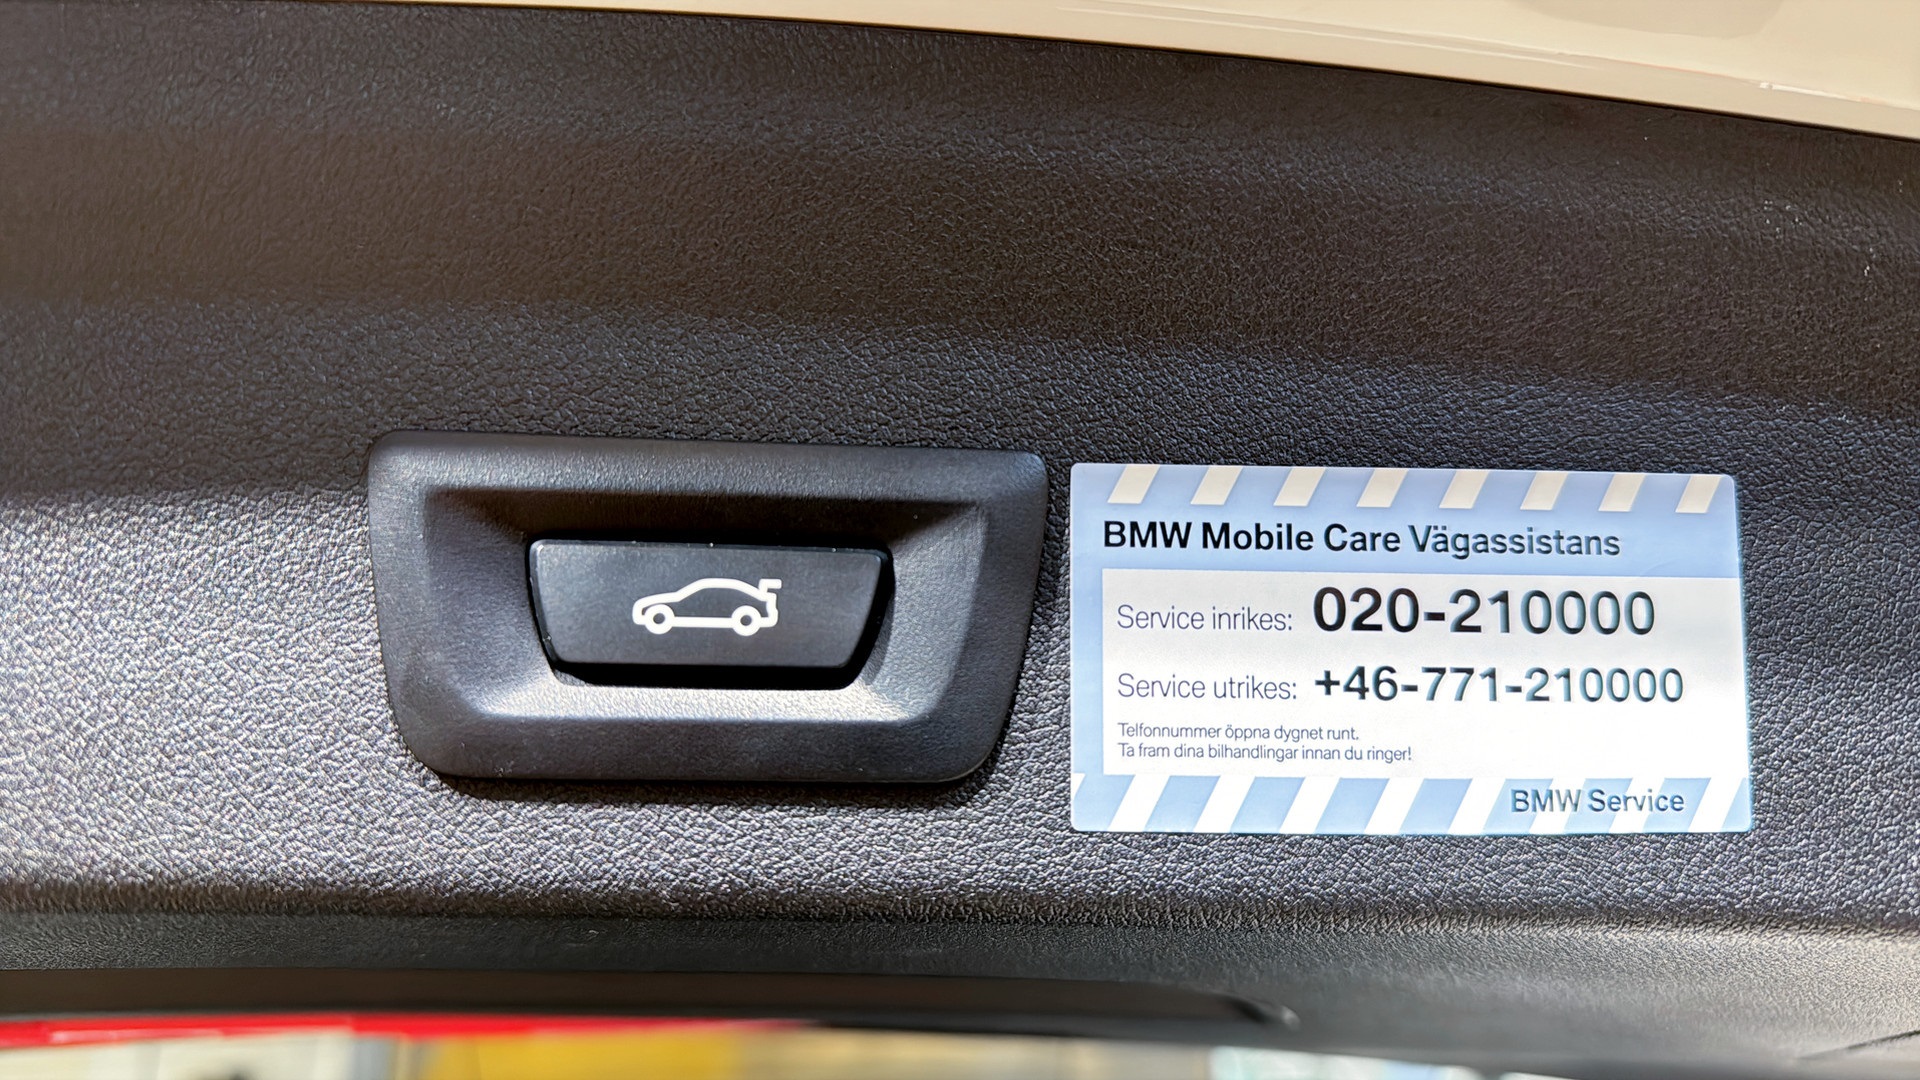 BMW Mobile Care Vägassistans
Service inrikes: 020-210000
Service utrikes: +46-771-210000
Telfonnummer öppna dygnet runt.
Ta fram dina bilhandlingar innan du ringer!
BMW Service